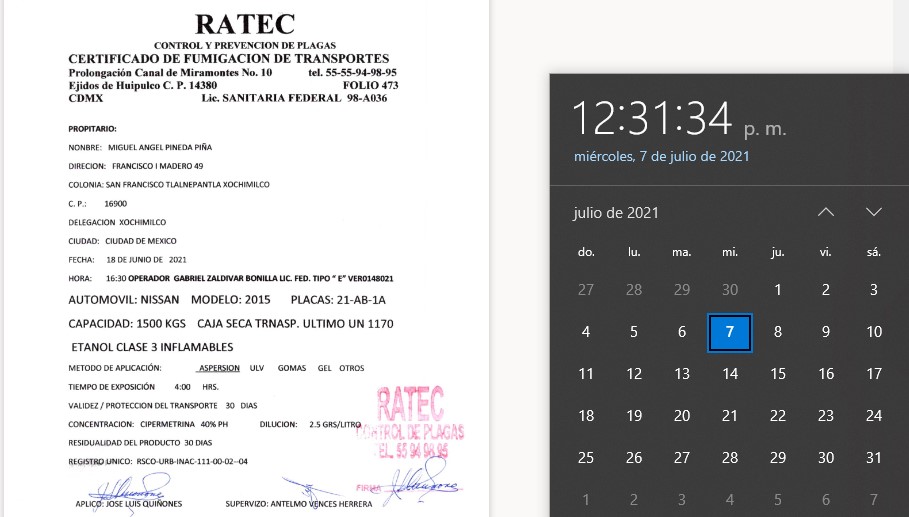 RATEC
CONTROL Y PREVENCION DE PLAGAS
CERTIFICADO DE FUMIGACION DE TRANSPORTES
Prolongación Canal de Miramontes No. 10 tel. 55-55-94-98-95
Ejidos de Huipulco C. P. 14380 FOLIO 473
CDMX Lic. SANITARIA FEDERAL 98-A036
PROPITARIO:
NOMBRE: MIGUEL ANGEL PINEDA PIÑA
DIRECION: FRANCISCO I MADERO 49
COLONIA: SAN FRANCISCO TLALNEPANTLA XOCHIMILCO
C. P.: 16900
DELEGACION XOCHIMILCO
CIUDAD: CIUDAD DE MEXICO
FECHA: 18 DE JUNIO DE 2021
HORA: 16:30 OPERADOR GABRIEL ZALDIVAR BONILLA LIC. FED. TIPO " E" VER0148021
AUTOMOVIL: NISSAN MODELO: 2015 PLACAS: 21-AB-1A
CAPACIDAD: 1500 KGS CAJA SECA TRNASP. ULTIMO UN 1170
ETANOL CLASE 3 INFLAMABLES
METODO DE APLICACIÓN: ASPERSION ULV GOMAS GEL OTROS
TIEMPO DE EXPOSICIÓN 4:00 HRS.
VALIDEZ / PROTECCION DEL TRANSPORTE 30 DIAS
CONCENTRACION: CIPERMETRINA 40% PH DILUCION: 2.5 GRS/LITRO
RESIDUALIDAD DEL PRODUCTO 30 DIAS
REGISTRO UNICO: RSCO-URB-INAC-111-00-02--04
RATEC
CONTROL DE PLAGAS
TEL. 55 94 98 95
FIRMA
APLICÓ: JOSE LUIS QUIÑONES SUPERVIZO: ANTELMO VENCES HERRERA
12:31:34 p. m.
miércoles, 7 de julio de 2021
julio de 2021
do. lu. ma. mi. ju. vi. sá.
27 28 29 30 1 2 3
4 5 6 7 8 9 10
11 12 13 14 15 16 17
18 19 20 21 22 23 24
25 26 27 28 29 30 31
1 2 3 4 5 6 7